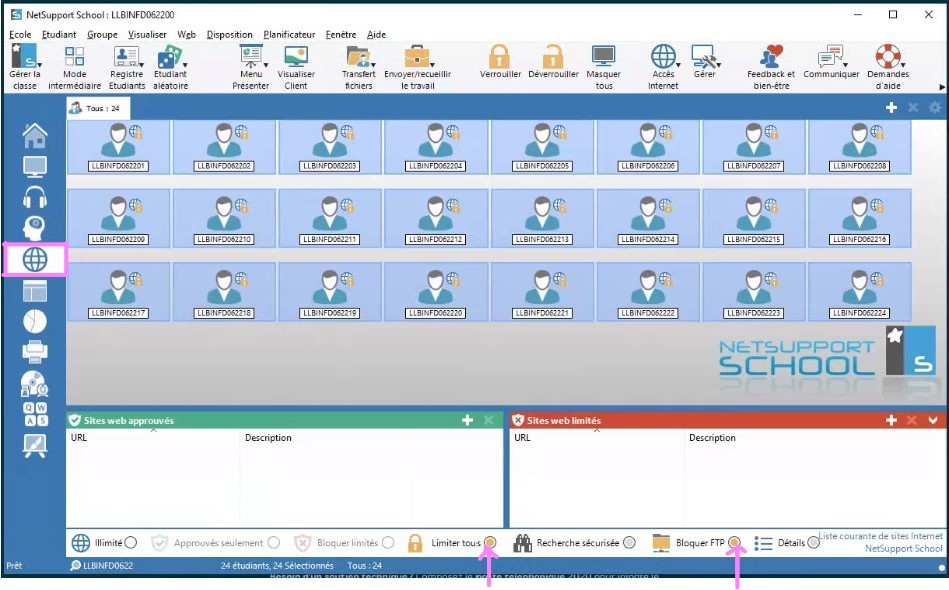 NetSupport School : LLBINFD062200
Ecole Etudiant Groupe Visualiser Web Disposition Planificateur Fenêtre Aide
Gérer la classe
Mode intermédiaire
Registre Etudiants
Etudiant aléatoire
Menu Présenter
Visualiser Client
Transfert fichiers
Envoyer/recueillir le travail
Verrouiller
Déverrouiller
Masquer tous
Accès Internet
Gérer
Feedback et bien-être
Communiquer
Demandes d'aide
Tous : 24
LLBINFD062201 LLBINFD062202 LLBINFD062203 LLBINFD062204 LLBINFD062205 LLBINFD062206 LLBINFD062207 LLBINFD062208
LLBINFD062209 LLBINFD062210 LLBINFD062211 LLBINFD062212 LLBINFD062213 LLBINFD062214 LLBINFD062215 LLBINFD062216
LLBINFD062217 LLBINFD062218 LLBINFD062219 LLBINFD062220 LLBINFD062221 LLBINFD062222 LLBINFD062223 LLBINFD062224
NETSUPPORT
SCHOOL
S
Q W
A S
Sites web approuvés
URL Description
Sites web limités
URL Description
Illimité Approuvés seulement Bloquer limités Limiter tous Recherche sécurisée Bloquer FTP Détails
Liste courante de sites Internet
NetSupport School
Prêt LLBINFD0622 24 étudiants, 24 Sélectionnés Tous : 24